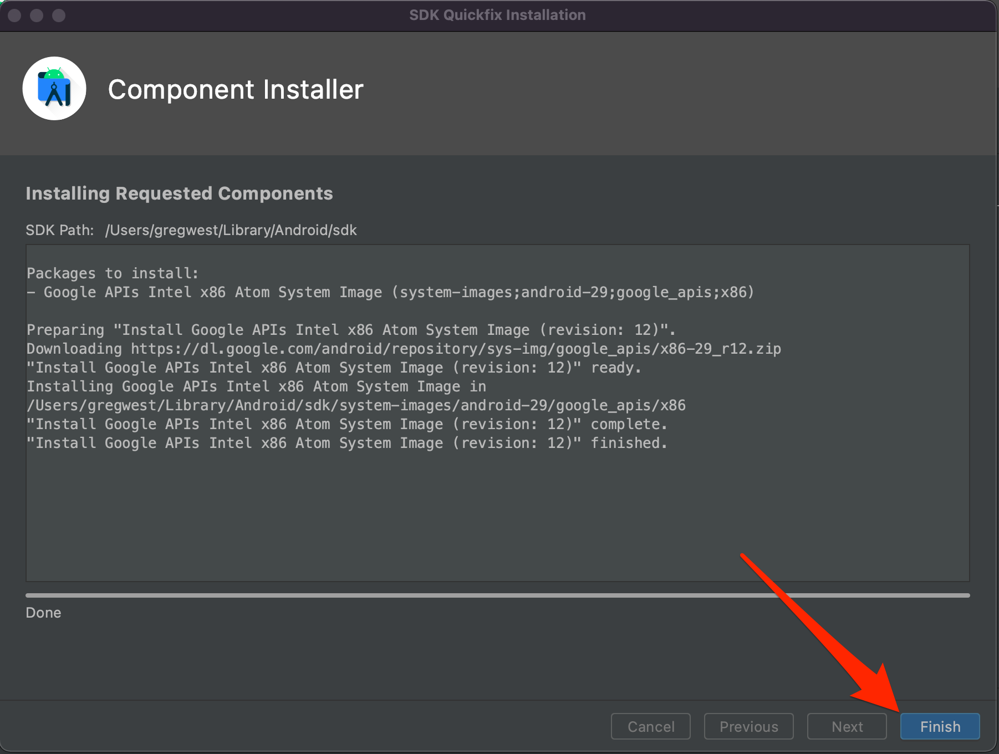 SDK Quickfix Installation
Component Installer
Installing Requested Components
SDK Path: /Users/gregwest/Library/Android/sdk
Packages to install:
- Google APIs Intel x86 Atom System Image (system-images;android-29;google_apis;x86)
Preparing "Install Google APIs Intel x86 Atom System Image (revision: 12)".
Downloading https://dl.google.com/android/repository/sys-img/google_apis/x86-29_r12.zip
"Install Google APIs Intel x86 Atom System Image (revision: 12)" ready.
Installing Google APIs Intel x86 Atom System Image in
/Users/gregwest/Library/Android/sdk/system-images/android-29/google_apis/x86
"Install Google APIs Intel x86 Atom System Image (revision: 12)" complete.
"Install Google APIs Intel x86 Atom System Image (revision: 12)" finished.
Done
Cancel Previous Next Finish